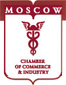 MOSCOW
CHAMBER
OF COMMERCE
& INDUSTRY